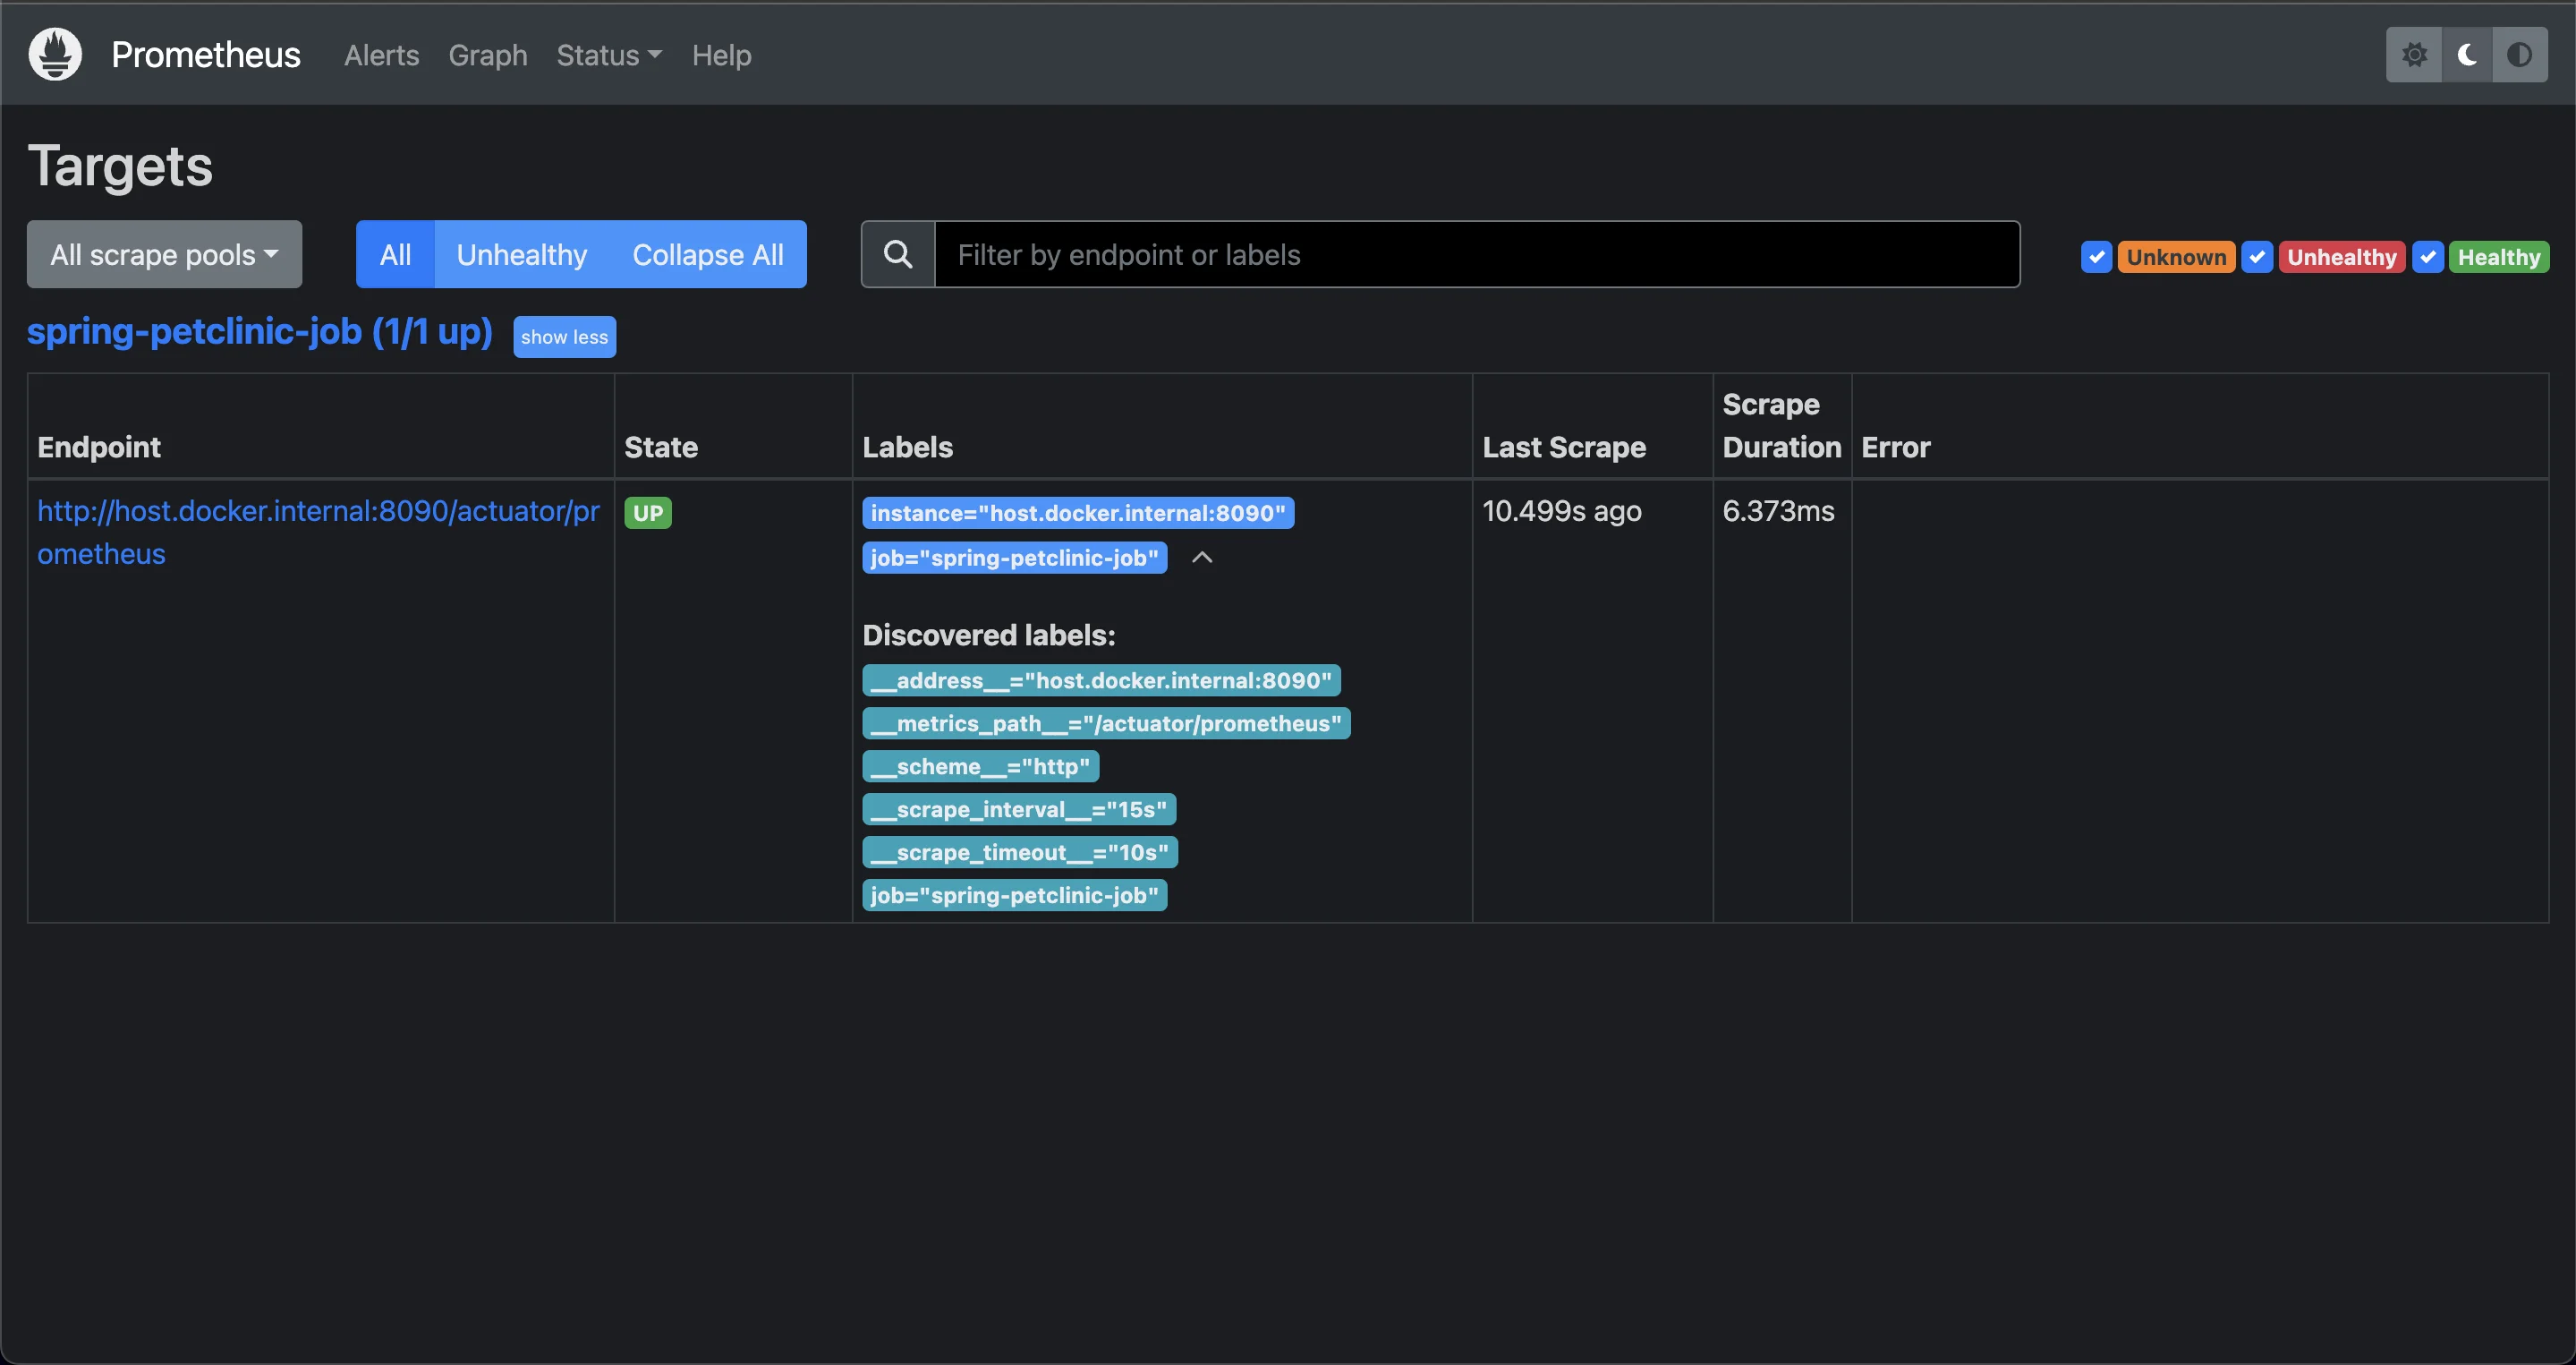 Prometheus Alerts Graph Status Help
Targets
All scrape pools All Unhealthy Collapse All Filter by endpoint or labels Unknown Unhealthy Healthy
spring-petclinic-job (1/1 up) show less
Endpoint State Labels Last Scrape Scrape Duration Error
http://host.docker.internal:8090/actuator/pr
ometheus
UP
instance="host.docker.internal:8090"
job="spring-petclinic-job"
Discovered labels:
__address__="host.docker.internal:8090"
__metrics_path__="/actuator/prometheus"
__scheme__="http"
__scrape_interval__="15s"
__scrape_timeout__="10s"
job="spring-petclinic-job"
10.499s ago
6.373ms